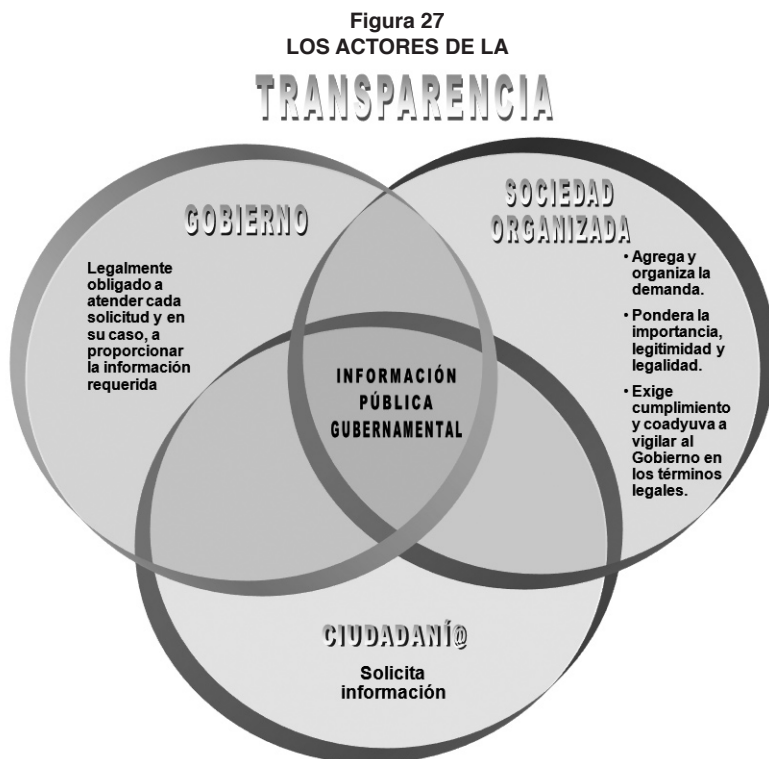 Figura 27
LOS ACTORES DE LA
TRANSPARENCIA
GOBIERNO
Legalmente
obligado a
atender cada
solicitud y en
su caso, a
proporcionar
la información
requerida
SOCIEDAD
ORGANIZADA
• Agrega y
organiza la
demanda.
• Pondera la
importancia,
legitimidad y
legalidad.
• Exige
cumplimiento
y coadyuva a
vigilar al
Gobierno en
los términos
legales.
INFORMACIÓN
PÚBLICA
GUBERNAMENTAL
CIUDADANÍ@
Solicita
información